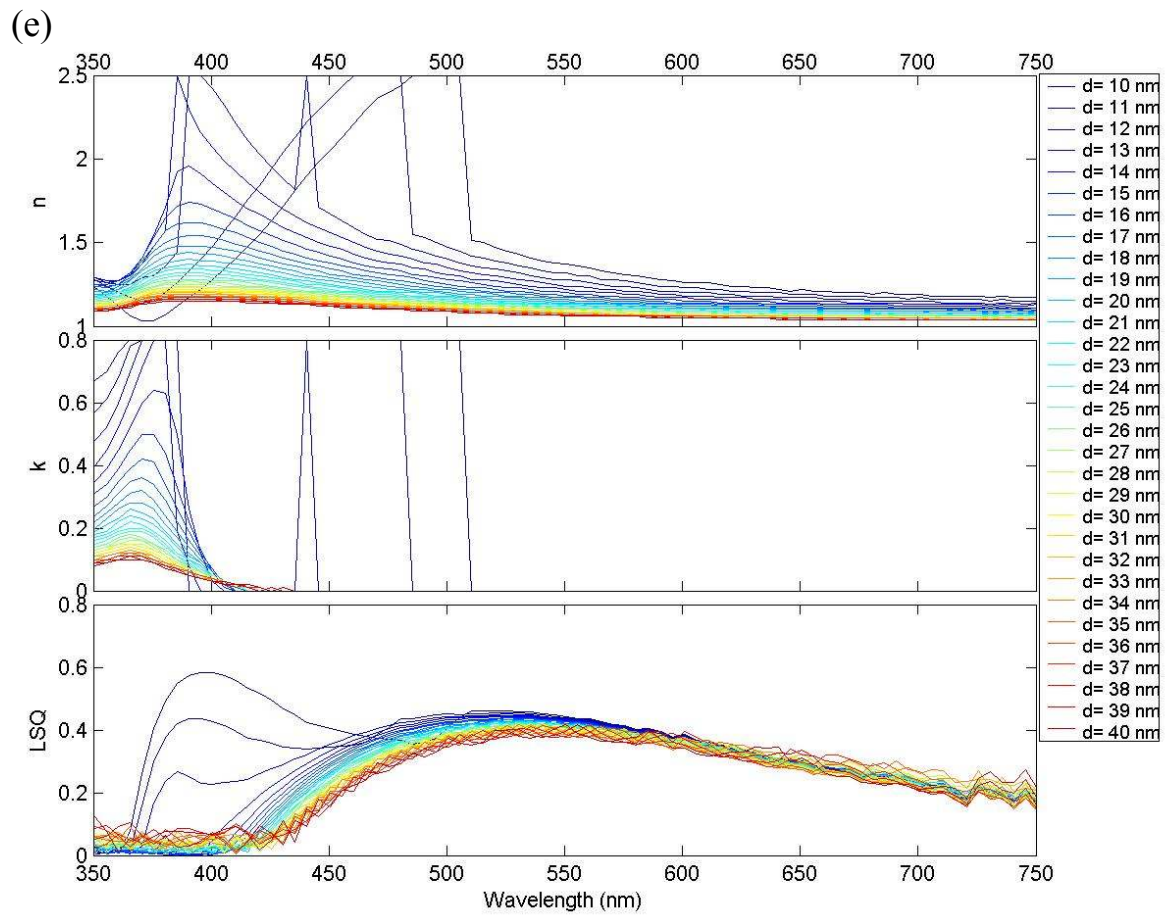 (e)
350 400 450 500 550 600 650 700 750
2.5
2
1.5
1
n
0.8
0.6
0.4
0.2
0
k
0.8
0.6
0.4
0.2
0
LSQ
350 400 450 500 550 600 650 700 750
Wavelength (nm)
d= 10 nm
d= 11 nm
d= 12 nm
d= 13 nm
d= 14 nm
d= 15 nm
d= 16 nm
d= 17 nm
d= 18 nm
d= 19 nm
d= 20 nm
d= 21 nm
d= 22 nm
d= 23 nm
d= 24 nm
d= 25 nm
d= 26 nm
d= 27 nm
d= 28 nm
d= 29 nm
d= 30 nm
d= 31 nm
d= 32 nm
d= 33 nm
d= 34 nm
d= 35 nm
d= 36 nm
d= 37 nm
d= 38 nm
d= 39 nm
d= 40 nm